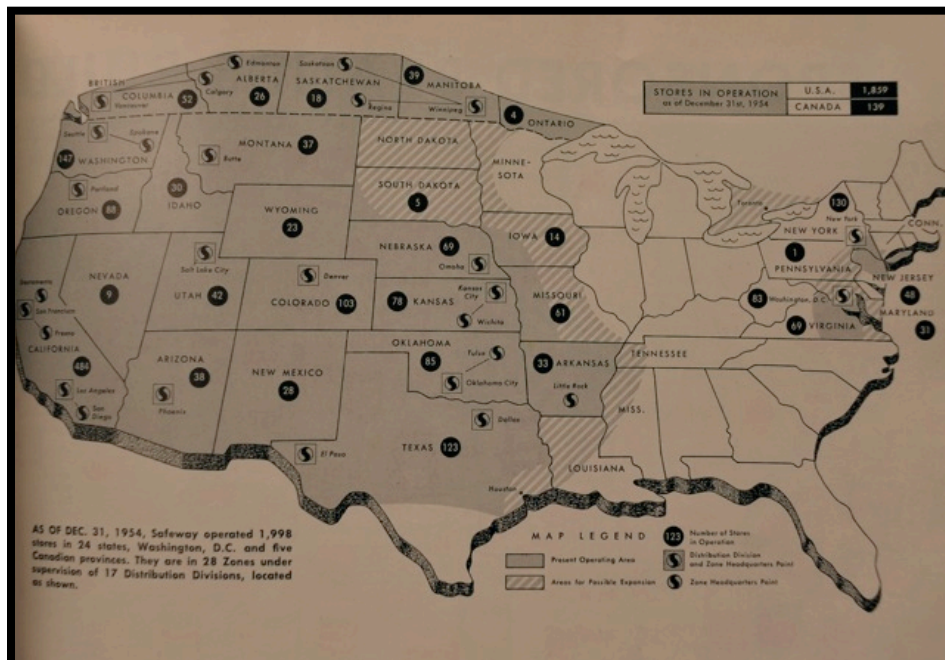 Edmonton
Saskatoon
BRITISH
COLUMBIA
52
Vancouver
Calgary
ALBERTA
26
SASKATCHEWAN
18
Regina
39
MANITOBA
Winnipeg
4
ONTARIO
STORES IN OPERATION
as of December 31st, 1954
U.S.A.
1,859
CANADA
139
Seattle
Spokane
147
WASHINGTON
Butte
MONTANA
37
NORTH DAKOTA
MINNE-
SOTA
Portland
OREGON
88
30
IDAHO
WYOMING
23
SOUTH DAKOTA
5
Toronto
130
New York
NEW YORK
CONN.
IOWA
14
NEBRASKA
69
Omaha
1
PENNSYLVANIA
NEW JERSEY
48
Sacramento
San Francisco
Fresno
CALIFORNIA
484
Los Angeles
San
Diego
NEVADA
9
Salt Lake City
UTAH
42
Denver
COLORADO
103
78
KANSAS
Kansas
City
Wichita
MISSOURI
61
83
Washington, D.C.
MARYLAND
31
69
VIRGINIA
ARIZONA
38
Phoenix
NEW MEXICO
28
OKLAHOMA
85
Tulsa
Oklahoma City
33
ARKANSAS
Little Rock
TENNESSEE
MISS.
El Paso
TEXAS
123
Dallas
Houston
LOUISIANA
AS OF DEC. 31, 1954, Safeway operated 1,998
stores in 24 states, Washington, D.C. and five
Canadian provinces. They are in 28 Zones under
supervision of 17 Distribution Divisions, located
as shown.
MAP LEGEND
Present Operating Area
Areas for Possible Expansion
123
Number of Stores
in Operation
Distribution Division
and Zone Headquarters Point
Zone Headquarters Point